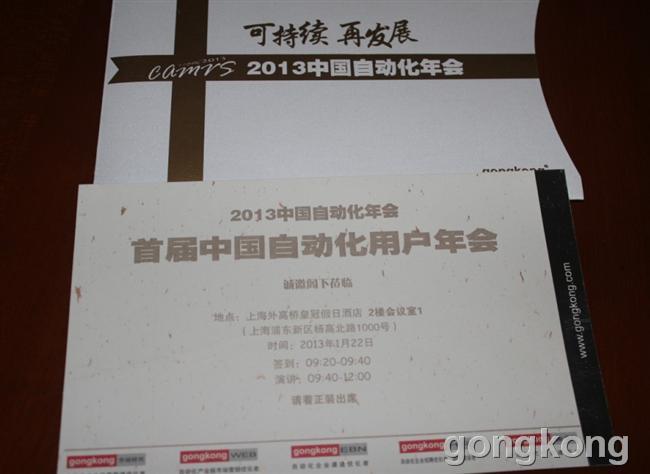 可持续 再发展
camrs 2013中国自动化年会
gongkong
2013中国自动化年会
首届中国自动化用户年会
诚邀阁下莅临
地点：上海外高桥皇冠假日酒店 2楼会议室1
（上海浦东新区杨高北路1000号）
时间：2013年1月22日
签到：09:20-09:40
演讲：09:40-12:00
请着正装出席
www.gongkong.com
gongkong 市场研究 gongkong WEB gongkong EBN gongkong gongkong
gongkong